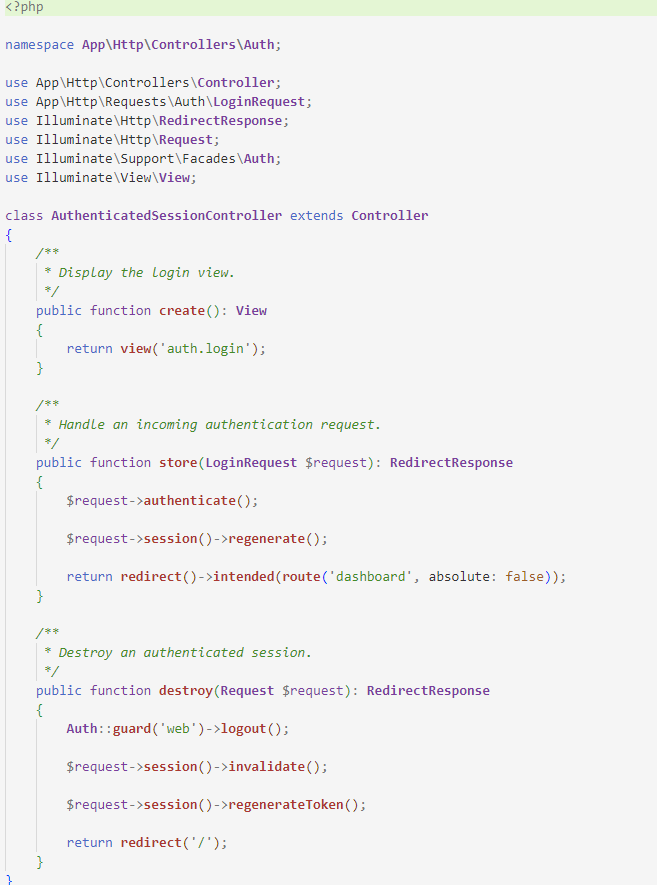 <?php
namespace App\Http\Controllers\Auth;
use App\Http\Controllers\Controller;
use App\Http\Requests\Auth\LoginRequest;
use Illuminate\Http\RedirectResponse;
use Illuminate\Http\Request;
use Illuminate\Support\Facades\Auth;
use Illuminate\View\View;
class AuthenticatedSessionController extends Controller
{
    /**
     * Display the login view.
     */
    public function create(): View
    {
        return view('auth.login');
    }
    /**
     * Handle an incoming authentication request.
     */
    public function store(LoginRequest $request): RedirectResponse
    {
        $request->authenticate();
        $request->session()->regenerate();
        return redirect()->intended(route('dashboard', absolute: false));
    }
    /**
     * Destroy an authenticated session.
     */
    public function destroy(Request $request): RedirectResponse
    {
        Auth::guard('web')->logout();
        $request->session()->invalidate();
        $request->session()->regenerateToken();
        return redirect('/');
    }
}